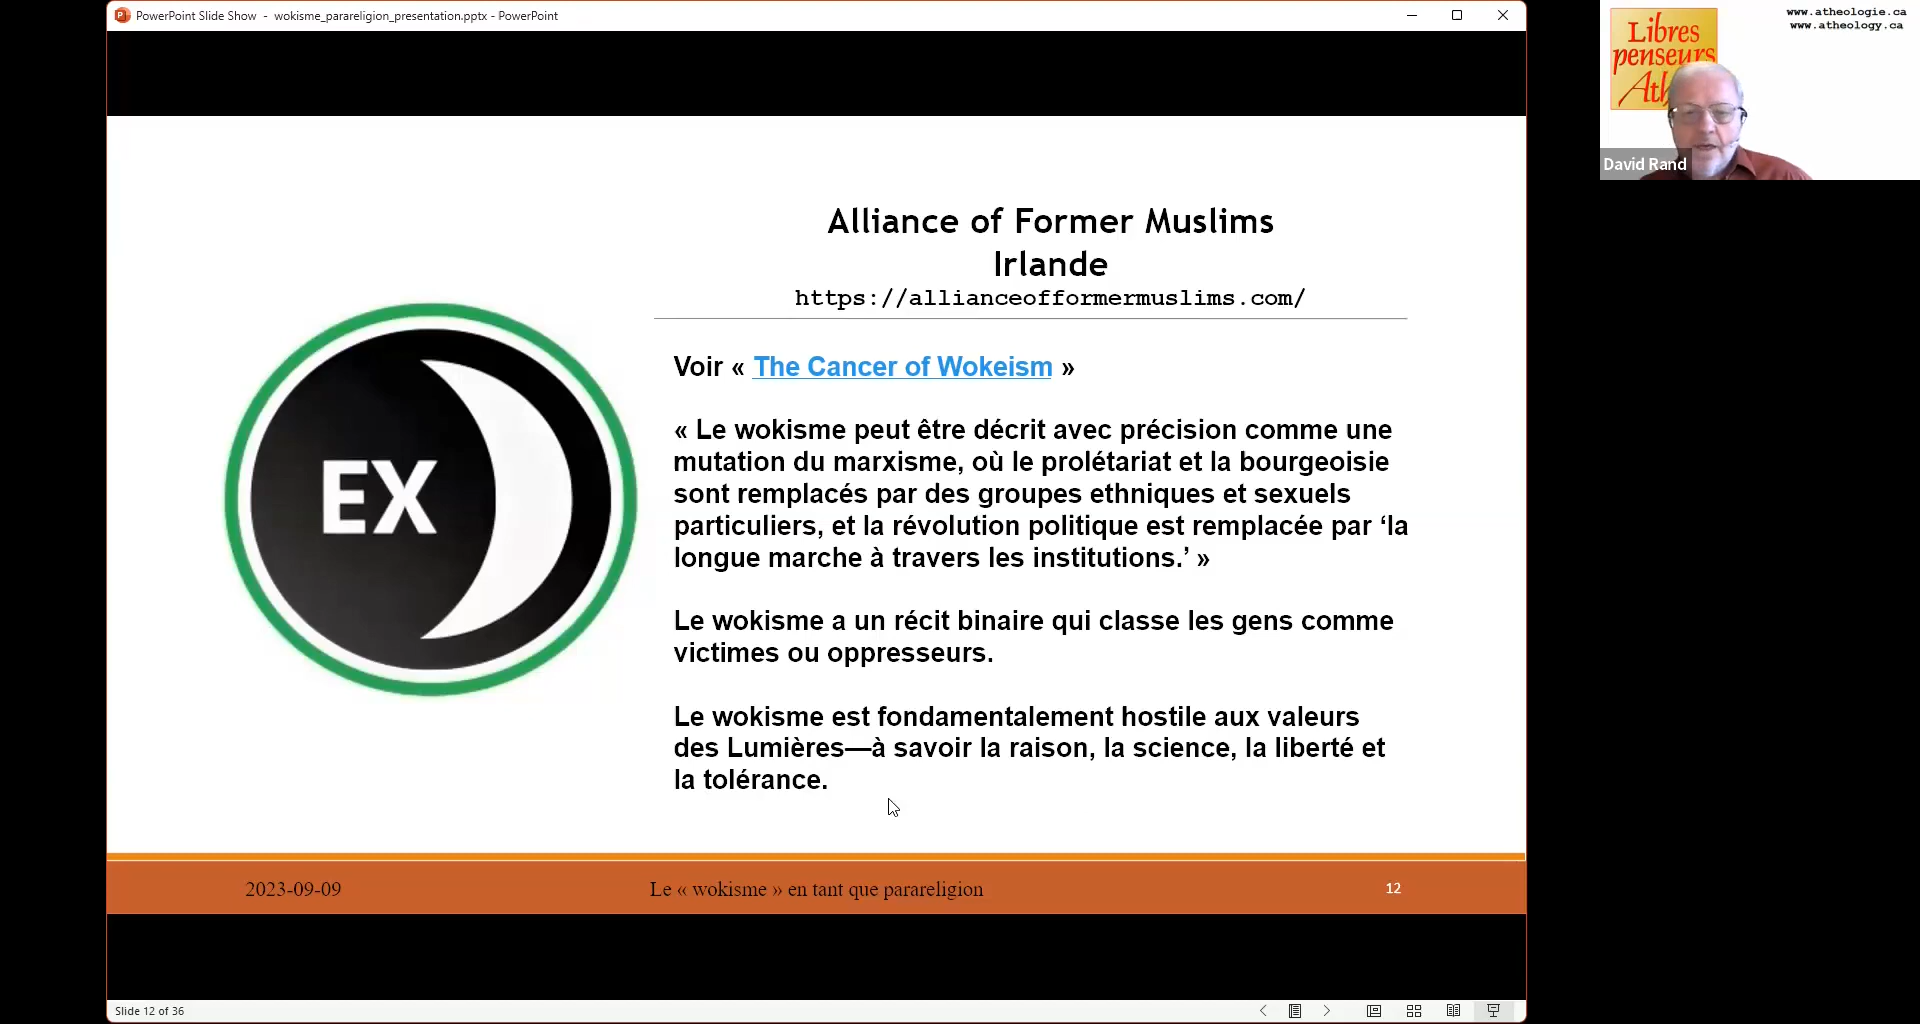 PowerPoint Slide Show - wokisme_parareligion_presentation.pptx - PowerPoint
www.atheologie.ca
www.atheology.ca
Libres
penseurs
David Rand
Alliance of Former Muslims
Irlande
https://allianceofformermuslims.com/
EX
Voir « The Cancer of Wokeism »
« Le wokisme peut être décrit avec précision comme une
mutation du marxisme, où le prolétariat et la bourgeoisie
sont remplacés par des groupes ethniques et sexuels
particuliers, et la révolution politique est remplacée par ‘la
longue marche à travers les institutions.’ »
Le wokisme a un récit binaire qui classe les gens comme
victimes ou oppresseurs.
Le wokisme est fondamentalement hostile aux valeurs
des Lumières—à savoir la raison, la science, la liberté et
la tolérance.
2023-09-09
Le « wokisme » en tant que parareligion
12
Slide 12 of 36